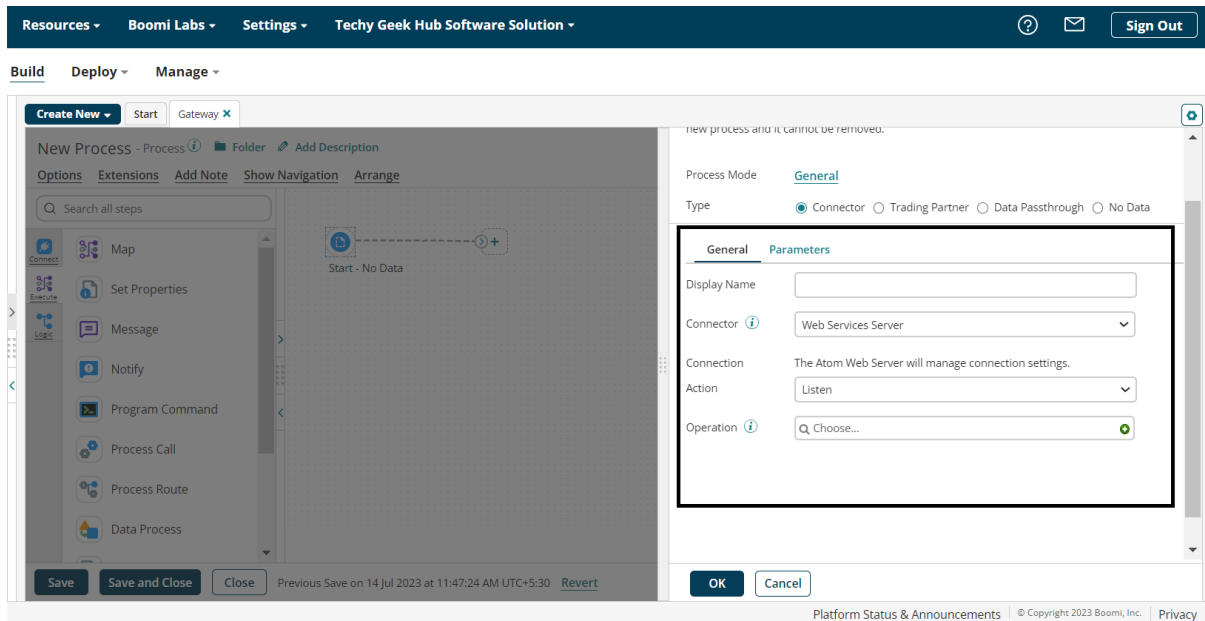 Resources Boomi Labs Settings Techy Geek Hub Software Solution Sign Out
Build Deploy Manage
Create New Start Gateway
New Process - Process Folder Add Description
Options Extensions Add Note Show Navigation Arrange
Search all steps
Connect
Execute
Logic
Map
Set Properties
Message
Notify
Program Command
Process Call
Process Route
Data Process
Start - No Data
Save Save and Close Close Previous Save on 14 Jul 2023 at 11:47:24 AM UTC+5:30 Revert
new process and it cannot be removed.
Process Mode General
Type Connector Trading Partner Data Passthrough No Data
General Parameters
Display Name
Connector Web Services Server
Connection The Atom Web Server will manage connection settings.
Action Listen
Operation Choose...
OK Cancel
Platform Status & Announcements © Copyright 2023 Boomi, Inc. Privacy